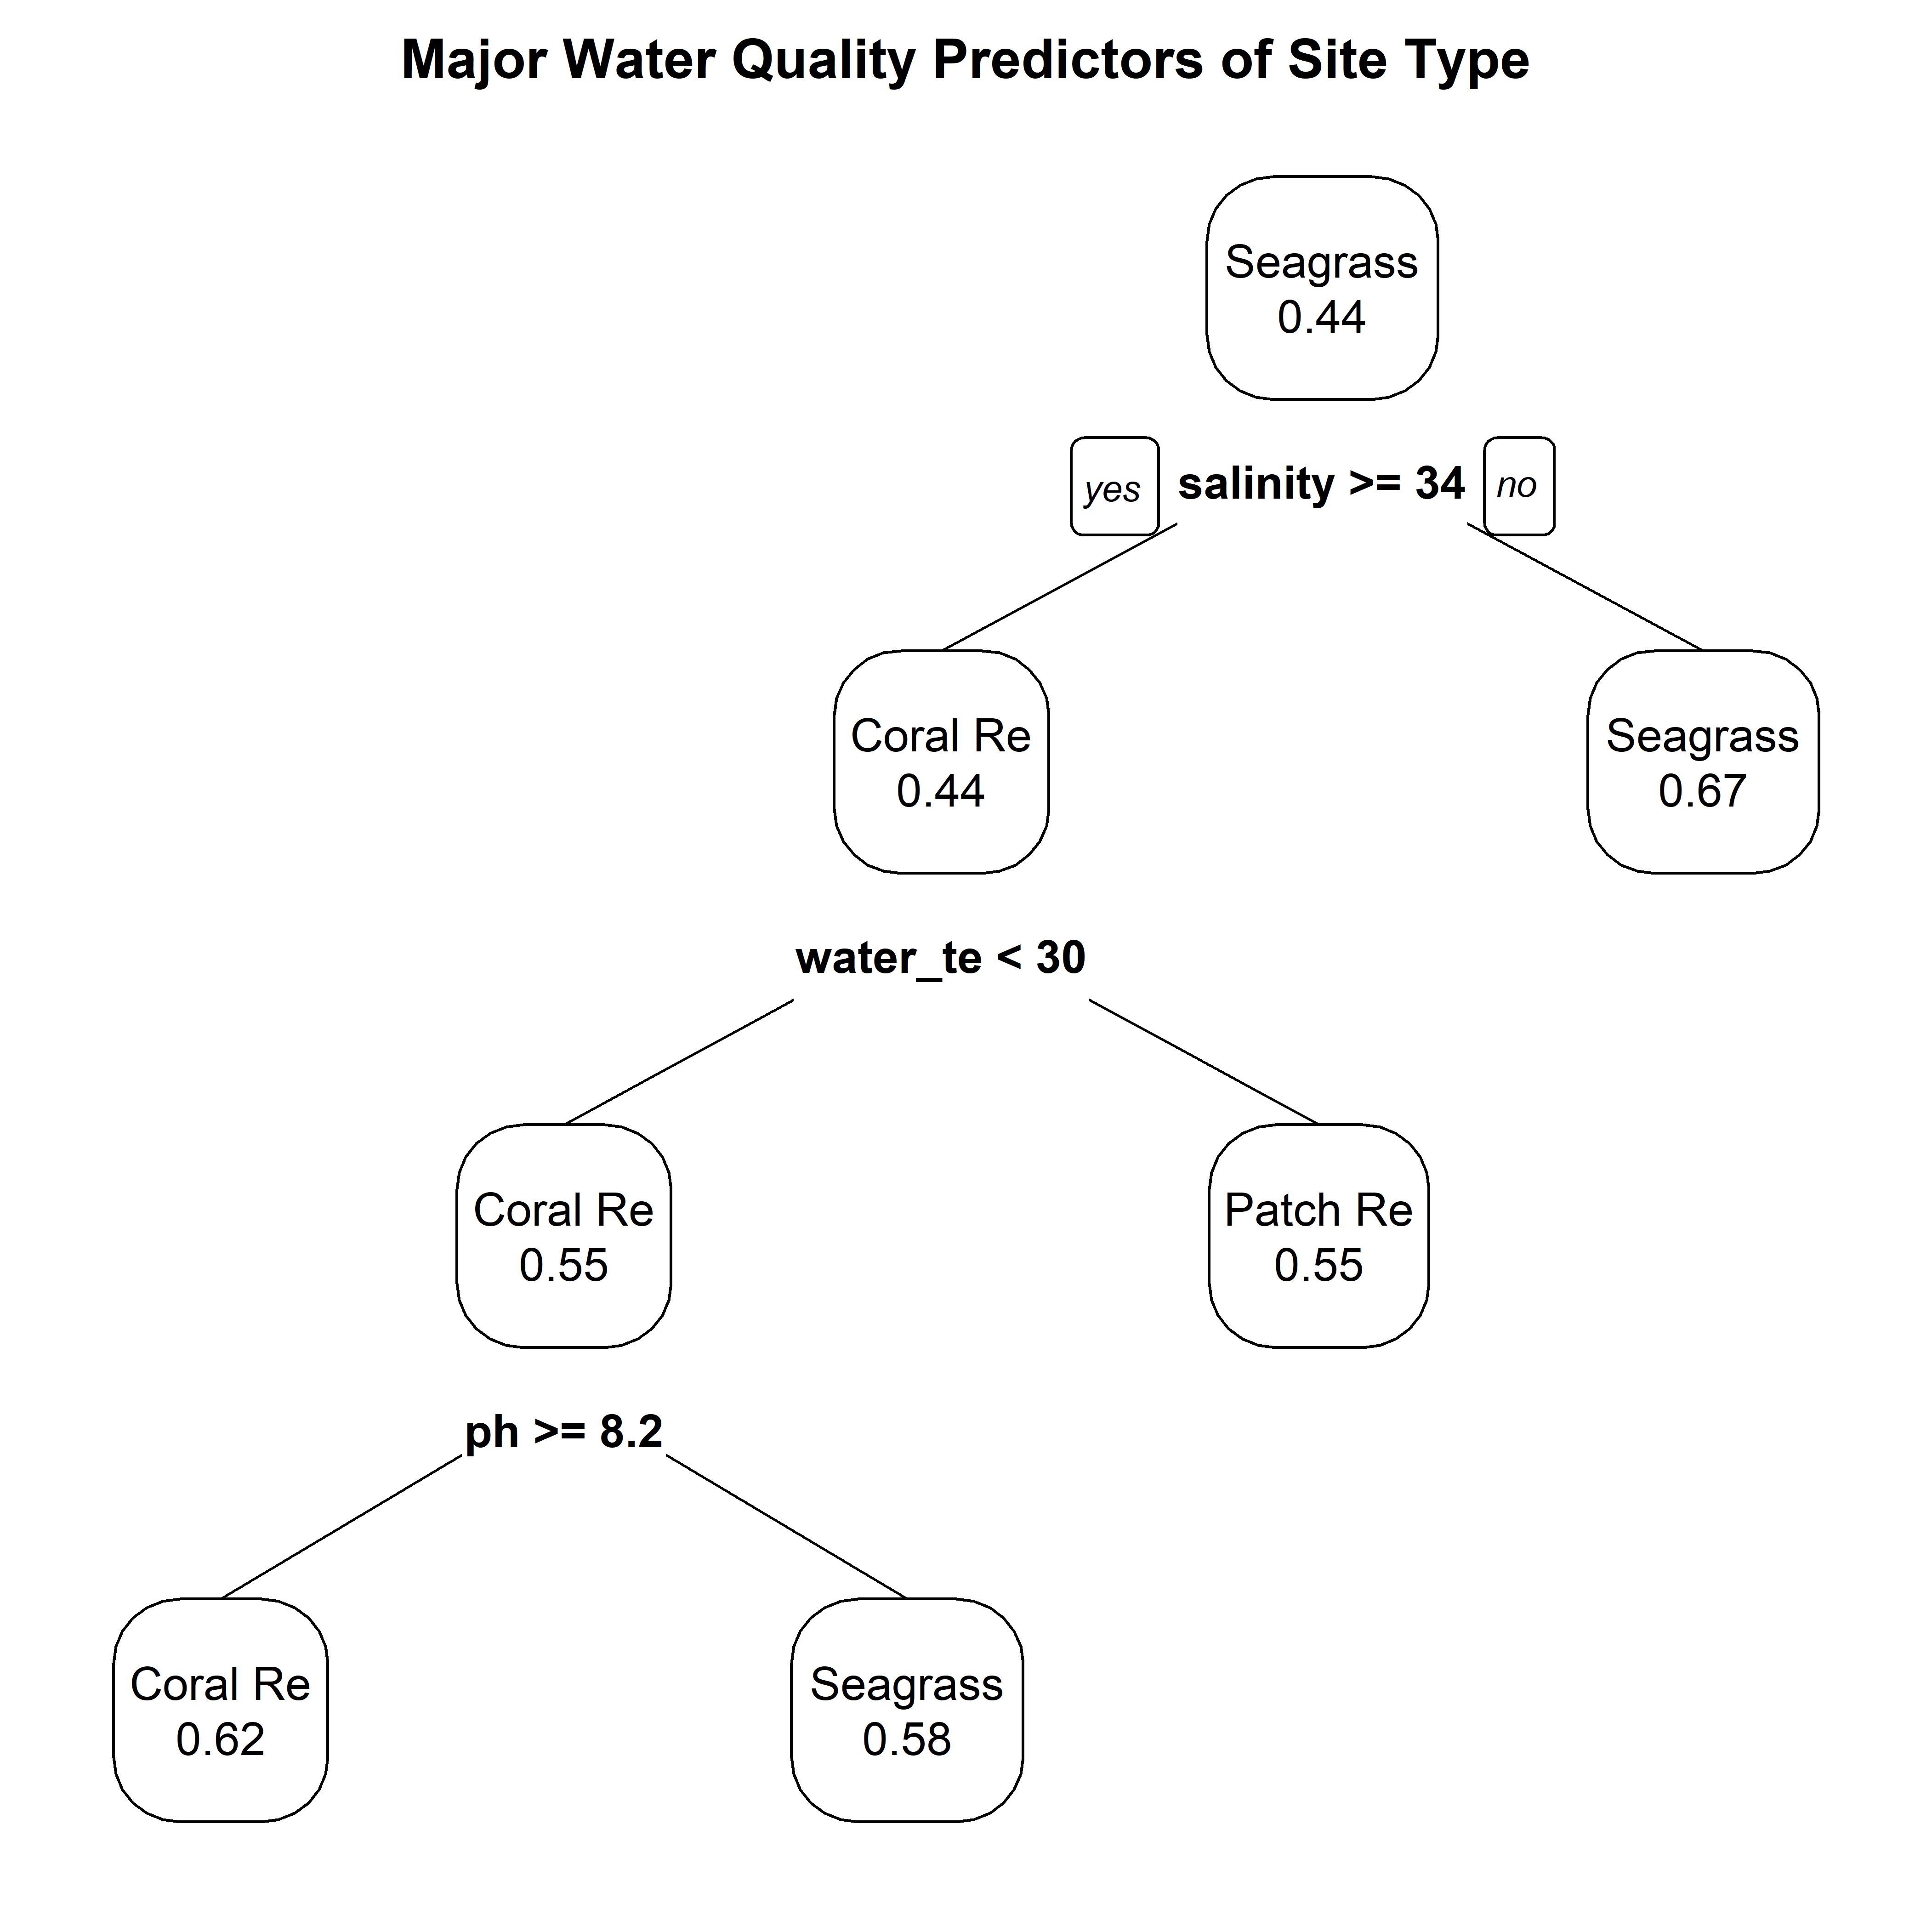 Major Water Quality Predictors of Site Type
Seagrass
0.44
yes
salinity >= 34
no
Coral Re
0.44
Seagrass
0.67
water_te < 30
Coral Re
0.55
Patch Re
0.55
ph >= 8.2
Coral Re
0.62
Seagrass
0.58